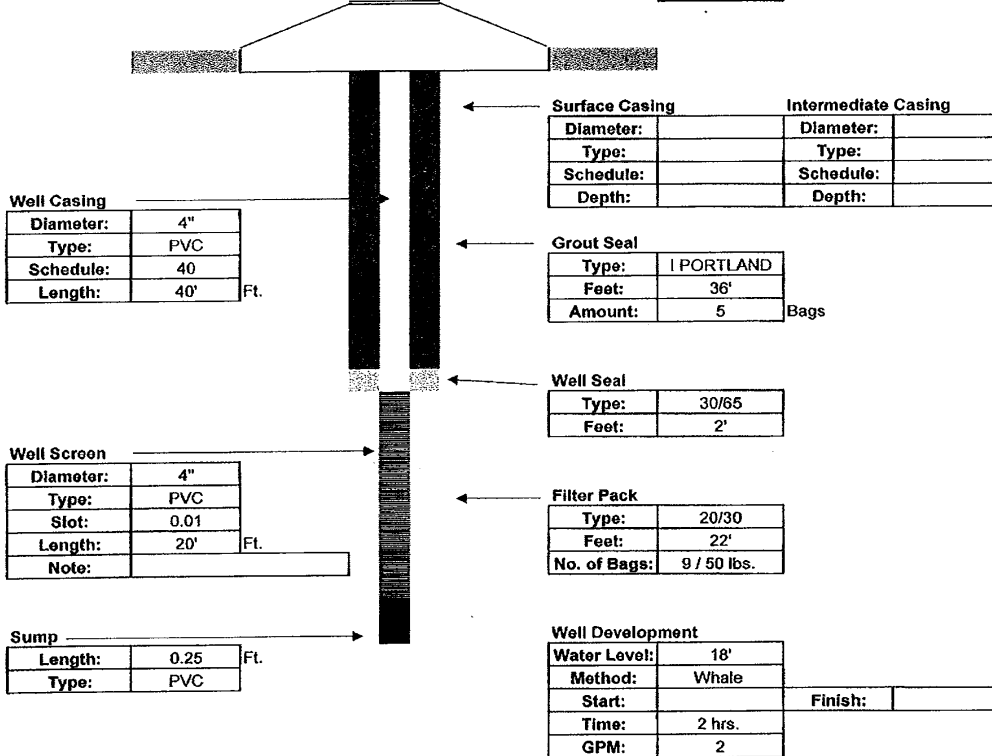 Surface Casing Intermediate Casing
Diameter: Diameter:
Type: Type:
Schedule: Schedule:
Depth: Depth:
Well Casing
Diameter: 4"
Type: PVC
Schedule: 40
Length: 40' Ft.
Grout Seal
Type: I PORTLAND
Feet: 36'
Amount: 5 Bags
Well Seal
Type: 30/65
Feet: 2'
Well Screen
Diameter: 4"
Type: PVC
Slot: 0.01
Length: 20' Ft.
Note:
Filter Pack
Type: 20/30
Feet: 22'
No. of Bags: 9 / 50 lbs.
Sump
Length: 0.25 Ft.
Type: PVC
Well Development
Water Level: 18'
Method: Whale
Start: Finish:
Time: 2 hrs.
GPM: 2